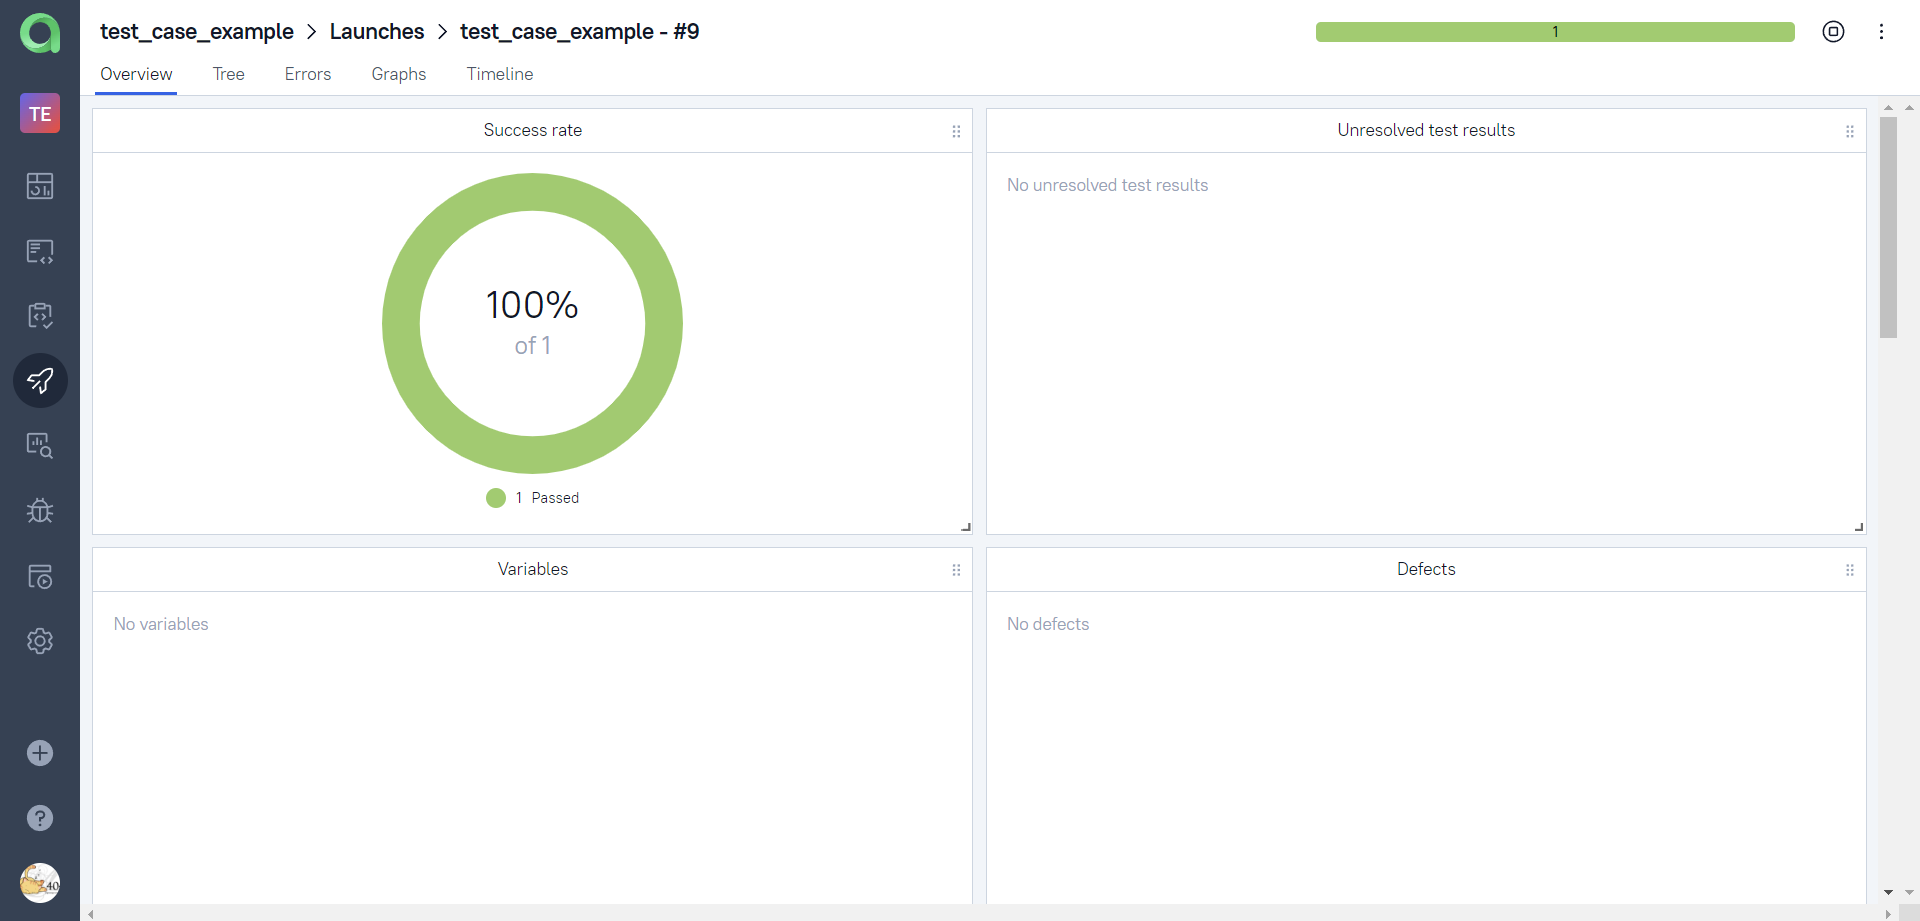 test_case_example > Launches > test_case_example - #9
1
Overview Tree Errors Graphs Timeline
TE
Success rate
100%
of 1
1 Passed
Unresolved test results
No unresolved test results
Variables
No variables
Defects
No defects
?
40